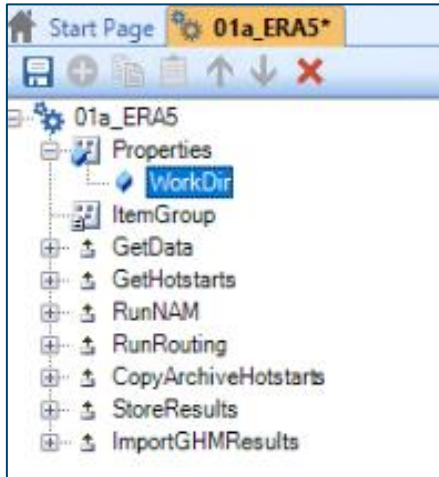 Start Page 01a_ERA5*
01a_ERA5
Properties
WorkDir
ItemGroup
GetData
GetHotstarts
RunNAM
RunRouting
CopyArchiveHotstarts
StoreResults
ImportGHMResults